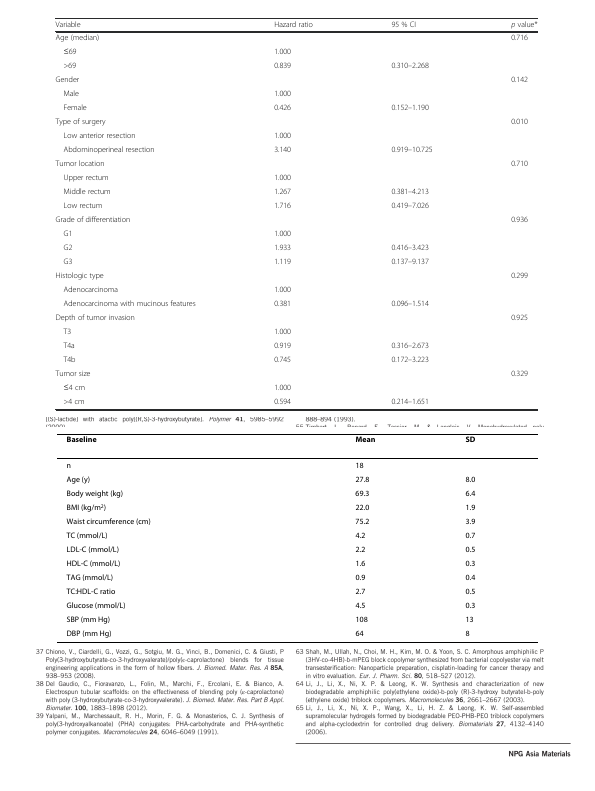 Variable Hazard ratio 95 % CI p value*
Age (median) 0.716
≤69 1.000
>69 0.839 0.310–2.268
Gender 0.142
Male 1.000
Female 0.426 0.152–1.190
Type of surgery 0.010
Low anterior resection 1.000
Abdominoperineal resection 3.140 0.919–10.725
Tumor location 0.710
Upper rectum 1.000
Middle rectum 1.267 0.381–4.213
Low rectum 1.716 0.419–7.026
Grade of differentiation 0.936
G1 1.000
G2 1.933 0.416–3.423
G3 1.119 0.137–9.137
Histologic type 0.299
Adenocarcinoma 1.000
Adenocarcinoma with mucinous features 0.381 0.096–1.514
Depth of tumor invasion 0.925
T3 1.000
T4a 0.919 0.316–2.673
T4b 0.745 0.172–3.223
Tumor size 0.329
≤4 cm 1.000
>4 cm 0.594 0.214–1.651
((S)-lactide) with atactic poly((R,S)-3-hydroxybutyrate). Polymer 41, 5985–5992
888–894 (1993).
Baseline Mean SD
n 18
Age (y) 27.8 8.0
Body weight (kg) 69.3 6.4
BMI (kg/m²) 22.0 1.9
Waist circumference (cm) 75.2 3.9
TC (mmol/L) 4.2 0.7
LDL-C (mmol/L) 2.2 0.5
HDL-C (mmol/L) 1.6 0.3
TAG (mmol/L) 0.9 0.4
TC:HDL-C ratio 2.7 0.5
Glucose (mmol/L) 4.5 0.3
SBP (mm Hg) 108 13
DBP (mm Hg) 64 8
37 Chiono, V., Ciardelli, G., Vozzi, G., Sotgiu, M. G., Vinci, B., Domenici, C. & Giusti, P
Poly(3-hydroxybutyrate-co-3-hydroxyvalerate)/poly(ε-caprolactone) blends for tissue
engineering applications in the form of hollow fibers. J. Biomed. Mater. Res. A 85A,
938–953 (2008).
38 Del Gaudio, C., Fioravanzo, L., Folin, M., Marchi, F., Ercolani, E. & Bianco, A.
Electrospun tubular scaffolds: on the effectiveness of blending poly (ε-caprolactone)
with poly (3-hydroxybutyrate-co-3-hydroxyvalerate). J. Biomed. Mater. Res. Part B Appl.
Biomater. 100, 1883–1898 (2012).
39 Yalpani, M., Marchessault, R. H., Morin, F. G. & Monasterios, C. J. Synthesis of
poly(3-hydroxyalkanoate) (PHA) conjugates: PHA-carbohydrate and PHA-synthetic
polymer conjugates. Macromolecules 24, 6046–6049 (1991).
63 Shah, M., Ullah, N., Choi, M. H., Kim, M. O. & Yoon, S. C. Amorphous amphiphilic P
(3HV-co-4HB)-b-mPEG block copolymer synthesized from bacterial copolyester via melt
transesterification: Nanoparticle preparation, cisplatin-loading for cancer therapy and
in vitro evaluation. Eur. J. Pharm. Sci. 80, 518–527 (2012).
64 Li, J., Li, X., Ni, X. P. & Leong, K. W. Synthesis and characterization of new
biodegradable amphiphilic poly(ethylene oxide)-b-poly (R)-3-hydroxy butyrate-b-poly
(ethylene oxide) triblock copolymers. Macromolecules 36, 2661–2667 (2003).
65 Li, J., Li, X., Ni, X. P., Wang, X., Li, H. Z. & Leong, K. W. Self-assembled
supramolecular hydrogels formed by biodegradable PEO-PHB-PEO triblock copolymers
and alpha-cyclodextrin for controlled drug delivery. Biomaterials 27, 4132–4140
(2006).
NPG Asia Materials